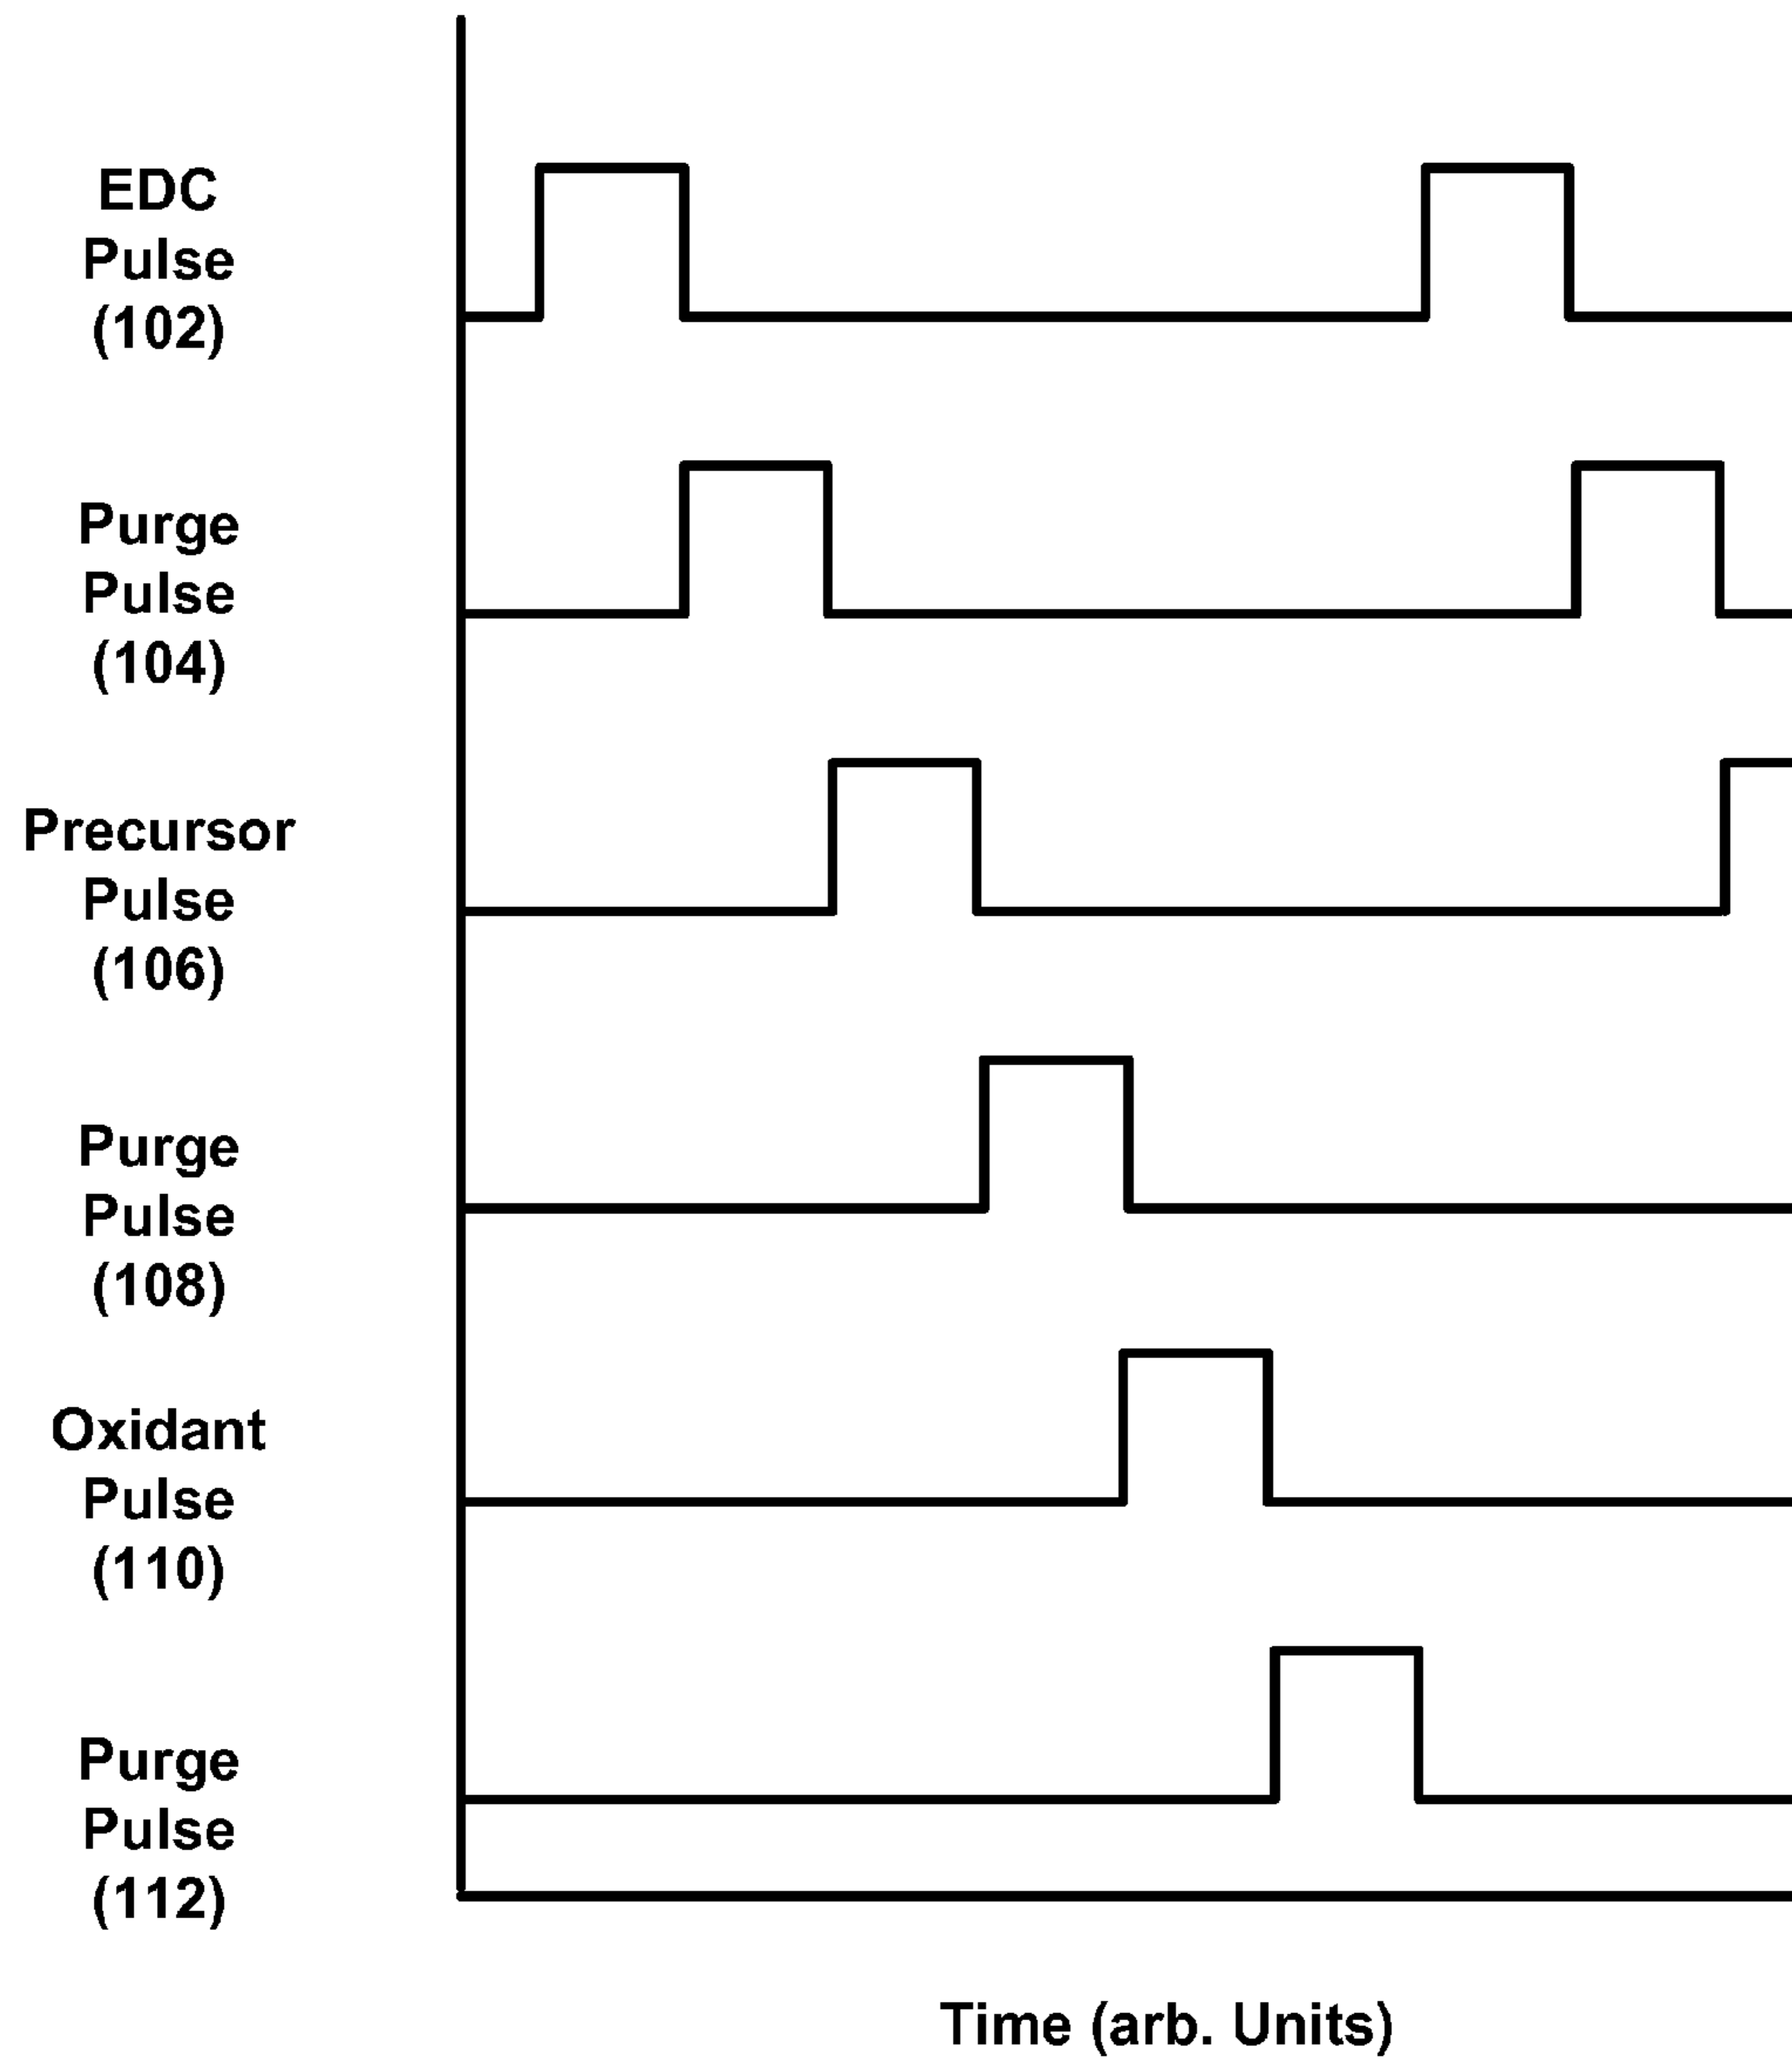 EDC
Pulse
(102)
Purge
Pulse
(104)
Precursor
Pulse
(106)
Purge
Pulse
(108)
Oxidant
Pulse
(110)
Purge
Pulse
(112)
Time (arb. Units)